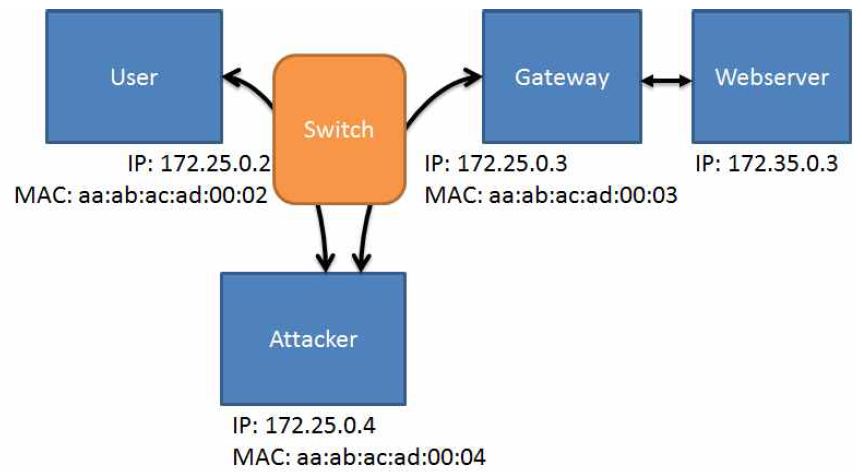 User
Switch
Gateway
Webserver
IP: 172.25.0.2
MAC: aa:ab:ac:ad:00:02
IP: 172.25.0.3
MAC: aa:ab:ac:ad:00:03
IP: 172.35.0.3
Attacker
IP: 172.25.0.4
MAC: aa:ab:ac:ad:00:04